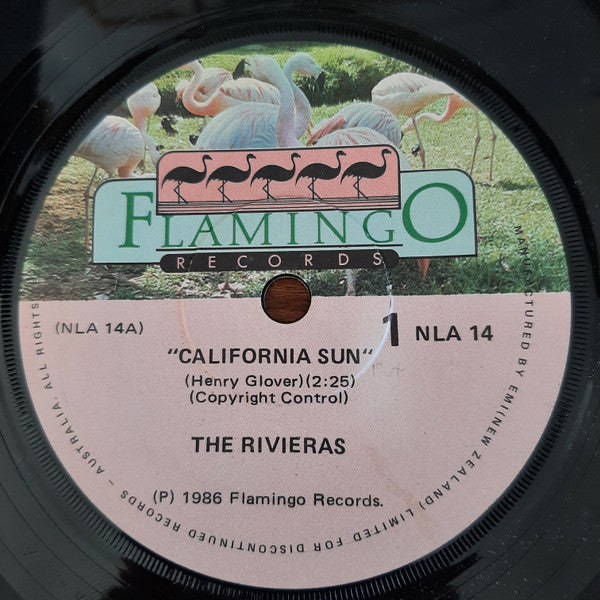 FLAMINGO
RECORDS
(NLA 14A)
1 NLA 14
"CALIFORNIA SUN"
(Henry Glover)(2:25)
(Copyright Control)
THE RIVIERAS
(P) 1986 Flamingo Records.
MANUFACTURED BY EMI(NEW ZEALAND) LIMITED FOR DISCONTINUED RECORDS – AUSTRALIA. ALL RIGHTS